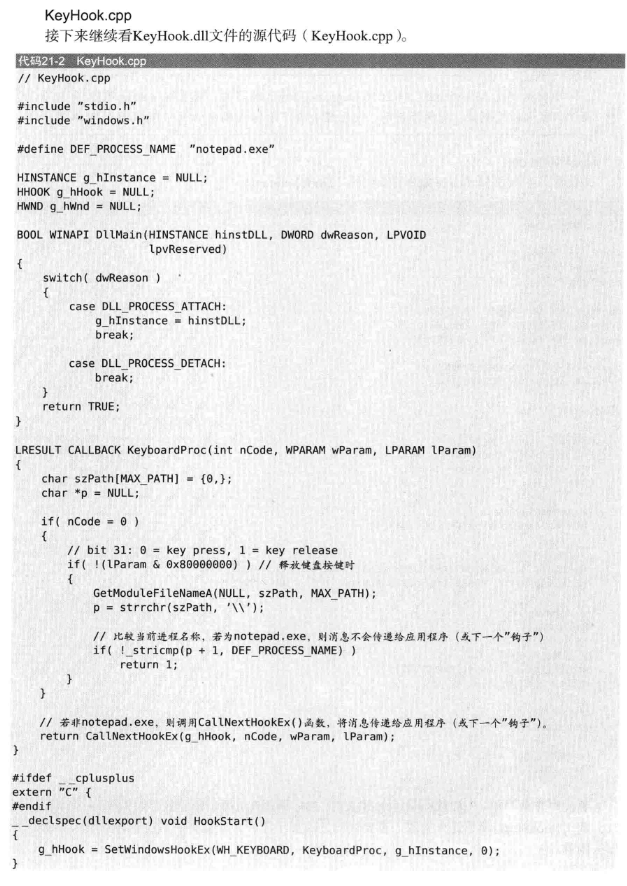 KeyHook.cpp
接下来继续看KeyHook.dll文件的源代码（KeyHook.cpp）。
代码21-2 KeyHook.cpp
// KeyHook.cpp
#include "stdio.h"
#include "windows.h"
#define DEF_PROCESS_NAME "notepad.exe"
HINSTANCE g_hInstance = NULL;
HHOOK g_hHook = NULL;
HWND g_hWnd = NULL;
BOOL WINAPI DllMain(HINSTANCE hinstDLL, DWORD dwReason, LPVOID
lpvReserved)
{
switch( dwReason )
{
case DLL_PROCESS_ATTACH:
g_hInstance = hinstDLL;
break;
case DLL_PROCESS_DETACH:
break;
}
return TRUE;
}
LRESULT CALLBACK KeyboardProc(int nCode, WPARAM wParam, LPARAM lParam)
{
char szPath[MAX_PATH] = {0,};
char *p = NULL;
if( nCode = 0 )
{
// bit 31: 0 = key press, 1 = key release
if( !(lParam & 0x80000000) ) // 释放键盘按键时
{
GetModuleFileNameA(NULL, szPath, MAX_PATH);
p = strrchr(szPath, '\\');
// 比较当前进程名称，若为notepad.exe，则消息不会传递给应用程序（或下一个"钩子"）
if( !_stricmp(p + 1, DEF_PROCESS_NAME) )
return 1;
}
}
// 若非notepad.exe，则调用CallNextHookEx()函数，将消息传递给应用程序（或下一个"钩子"）。
return CallNextHookEx(g_hHook, nCode, wParam, lParam);
}
#ifdef __cplusplus
extern "C" {
#endif
__declspec(dllexport) void HookStart()
{
g_hHook = SetWindowsHookEx(WH_KEYBOARD, KeyboardProc, g_hInstance, 0);
}